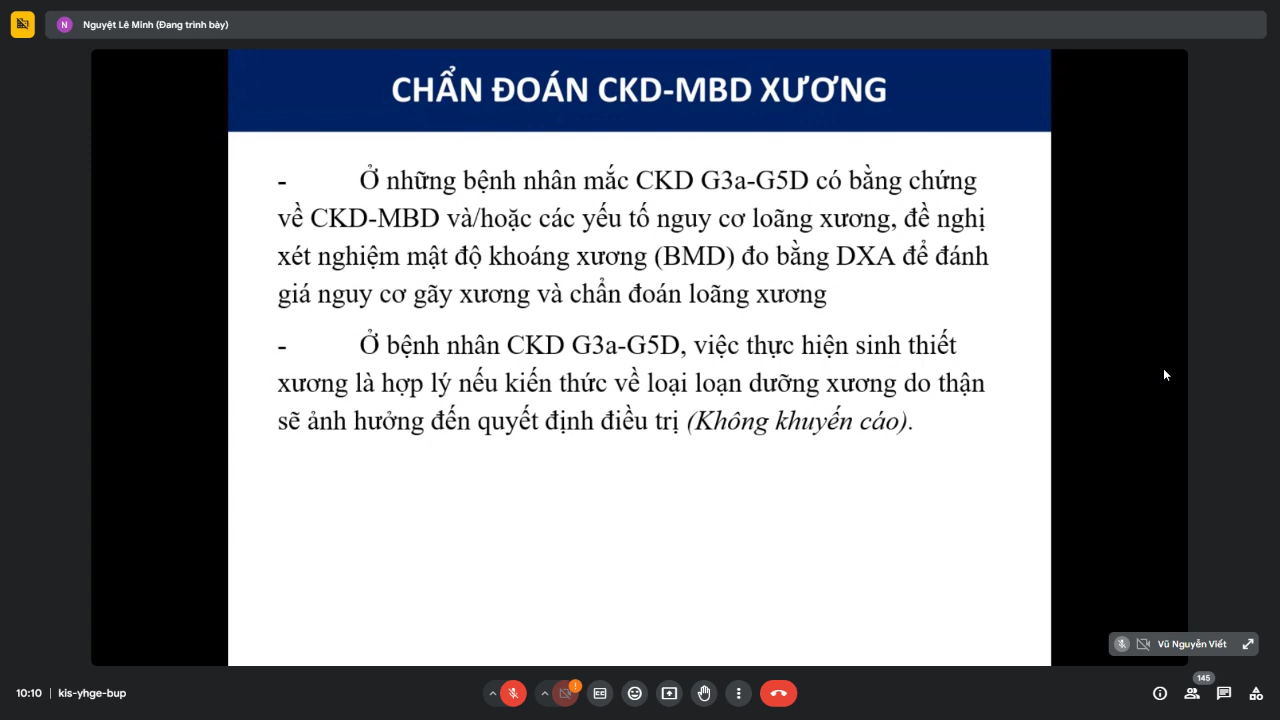 N Nguyệt Lê Minh (Đang trình bày)
CHẨN ĐOÁN CKD-MBD XƯƠNG
- Ở những bệnh nhân mắc CKD G3a-G5D có bằng chứng
về CKD-MBD và/hoặc các yếu tố nguy cơ loãng xương, đề nghị
xét nghiệm mật độ khoáng xương (BMD) đo bằng DXA để đánh
giá nguy cơ gãy xương và chẩn đoán loãng xương
- Ở bệnh nhân CKD G3a-G5D, việc thực hiện sinh thiết
xương là hợp lý nếu kiến thức về loại loạn dưỡng xương do thận
sẽ ảnh hưởng đến quyết định điều trị (Không khuyến cáo).
Vũ Nguyễn Viết
145
10:10 | kis-yhge-bup